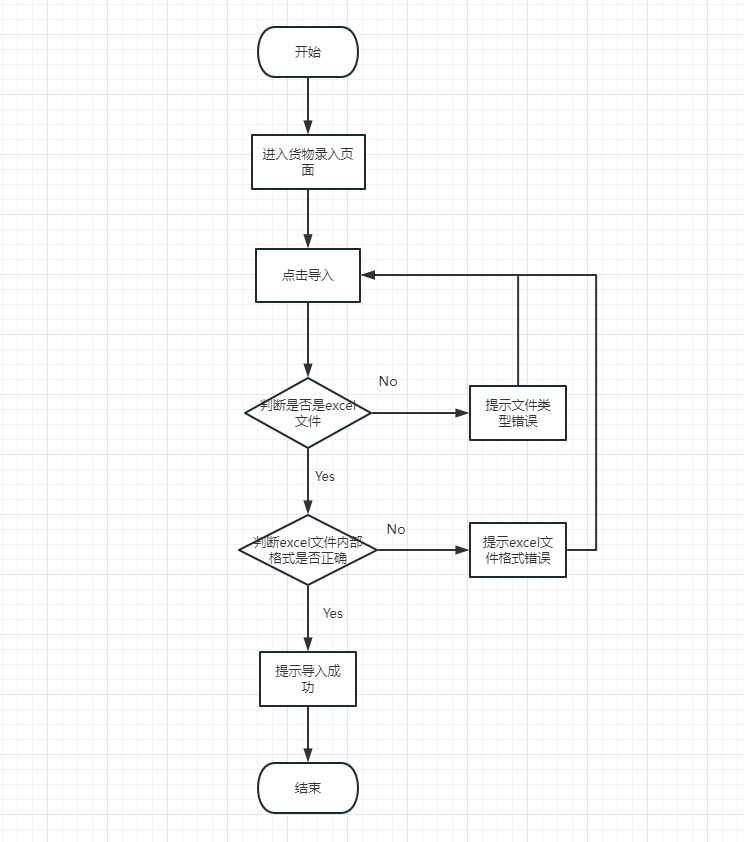 开始
进入货物录入页
面
点击导入
No
判断是否是excel
文件
提示文件类
型错误
Yes
No
判断excel文件内部
格式是否正确
提示excel文
件格式错误
Yes
提示导入成
功
结束